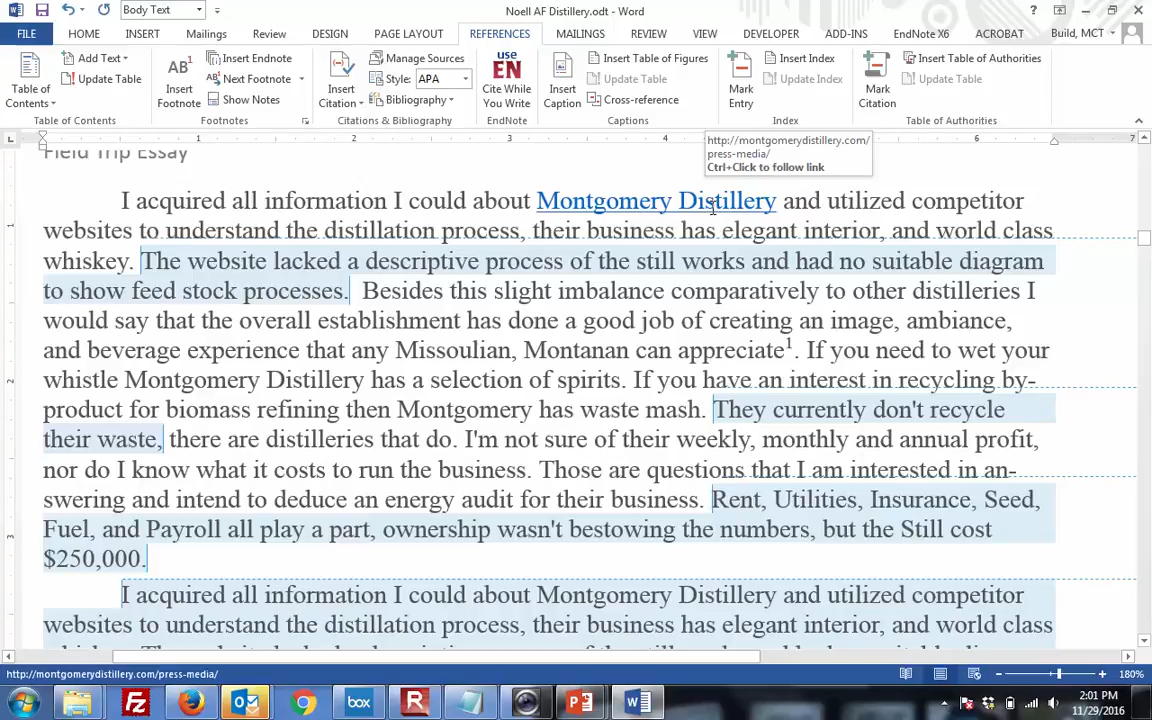 Body Text
Noell AF Distillery.odt - Word
FILE HOME INSERT Mailings Review DESIGN PAGE LAYOUT REFERENCES MAILINGS REVIEW VIEW DEVELOPER ADD-INS EndNote X6 ACROBAT Build, MCT
Table of Contents
Add Text
Update Table
Table of Contents
AB1
Insert Footnote
Insert Endnote
Next Footnote
Show Notes
Footnotes
Insert Citation
Manage Sources
Style: APA
Bibliography
Citations & Bibliography
use EN
Cite While You Write
EndNote
Insert Caption
Insert Table of Figures
Update Table
Cross-reference
Captions
Mark Entry
Insert Index
Update Index
Index
Mark Citation
Insert Table of Authorities
Update Table
Table of Authorities
1 2 3 4 7
http://montgomerydistillery.com/
press-media/
Ctrl+Click to follow link
Field Trip Essay
I acquired all information I could about Montgomery Distillery and utilized competitor
websites to understand the distillation process, their business has elegant interior, and world class
whiskey. The website lacked a descriptive process of the still works and had no suitable diagram
to show feed stock processes. Besides this slight imbalance comparatively to other distilleries I
would say that the overall establishment has done a good job of creating an image, ambiance,
and beverage experience that any Missoulian, Montanan can appreciate1. If you need to wet your
whistle Montgomery Distillery has a selection of spirits. If you have an interest in recycling by-
product for biomass refining then Montgomery has waste mash. They currently don't recycle
their waste, there are distilleries that do. I'm not sure of their weekly, monthly and annual profit,
nor do I know what it costs to run the business. Those are questions that I am interested in an-
swering and intend to deduce an energy audit for their business. Rent, Utilities, Insurance, Seed,
Fuel, and Payroll all play a part, ownership wasn't bestowing the numbers, but the Still cost
$250,000.
I acquired all information I could about Montgomery Distillery and utilized competitor
websites to understand the distillation process, their business has elegant interior, and world class
http://montgomerydistillery.com/press-media/
180%
box
2:01 PM
11/29/2016